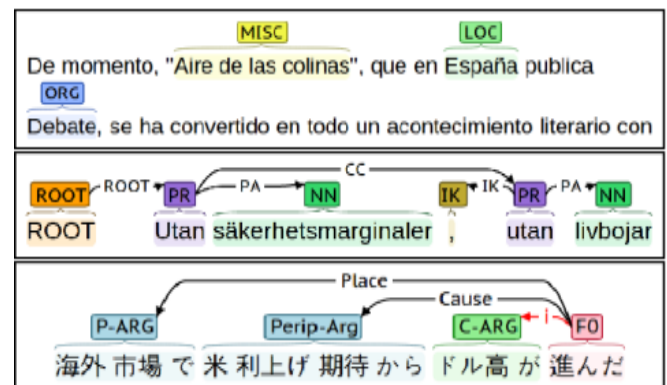 MISC LOC
De momento, "Aire de las colinas", que en España publica
ORG
Debate, se ha convertido en todo un acontecimiento literario con
CC
ROOT ROOT PR PA NN IK IK PR PA NN
ROOT Utan säkerhetsmarginaler , utan livbojar
Place
Cause
P-ARG Perip-Arg C-ARG i F0
海外 市場 で 米 利上げ 期待 から ドル高 が 進んだ